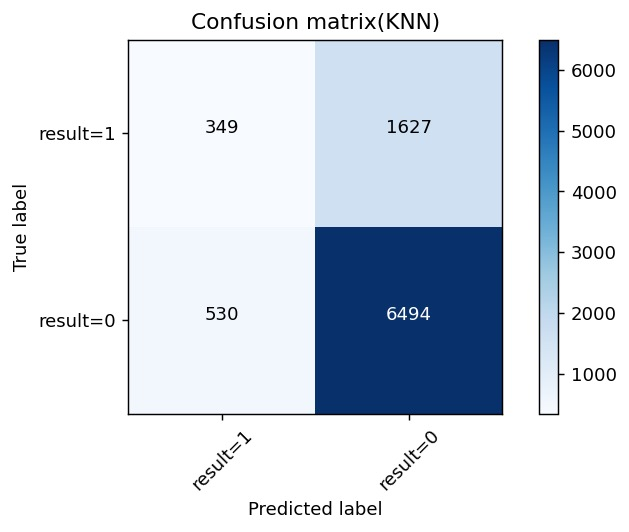 Confusion matrix(KNN)
True label
result=1
349
1627
result=0
530
6494
result=1
result=0
Predicted label
6000
5000
4000
3000
2000
1000